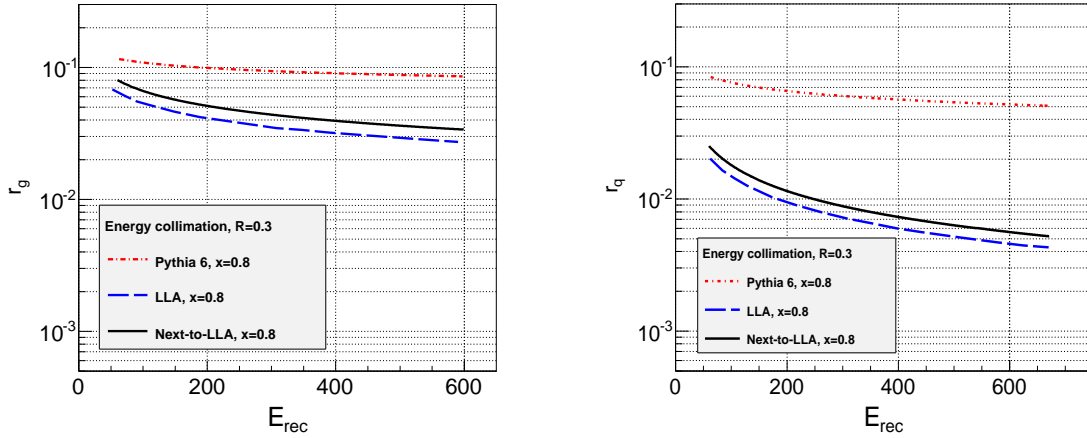 r_g
10^-1
10^-2
10^-3
Energy collimation, R=0.3
Pythia 6, x=0.8
LLA, x=0.8
Next-to-LLA, x=0.8
0 200 400 600
E_rec
r_q
10^-1
10^-2
10^-3
Energy collimation, R=0.3
Pythia 6, x=0.8
LLA, x=0.8
Next-to-LLA, x=0.8
0 200 400 600
E_rec